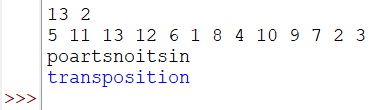 13 2
5 11 13 12 6 1 8 4 10 9 7 2 3
poartsnoitsin
transposition
>>>